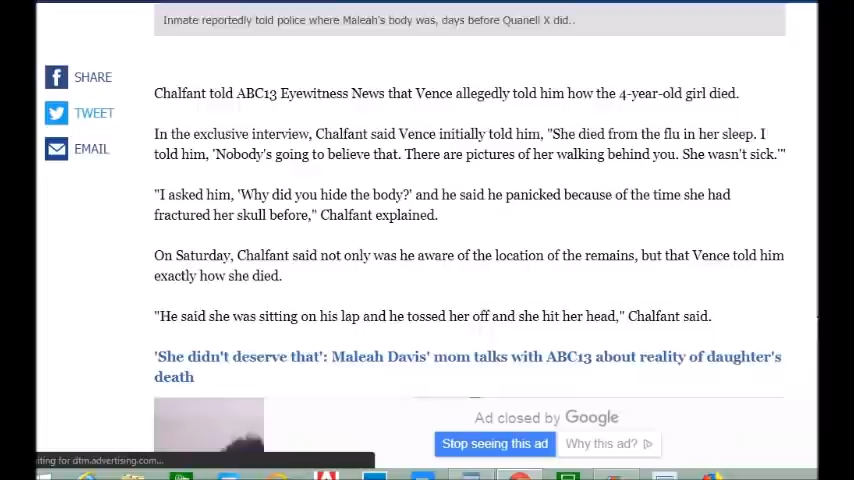 Inmate reportedly told police where Maleah's body was, days before Quanell X did..
SHARE
TWEET
EMAIL
Chalfant told ABC13 Eyewitness News that Vence allegedly told him how the 4-year-old girl died.
In the exclusive interview, Chalfant said Vence initially told him, "She died from the flu in her sleep. I
told him, 'Nobody's going to believe that. There are pictures of her walking behind you. She wasn't sick.'"
"I asked him, 'Why did you hide the body?' and he said he panicked because of the time she had
fractured her skull before," Chalfant explained.
On Saturday, Chalfant said not only was he aware of the location of the remains, but that Vence told him
exactly how she died.
"He said she was sitting on his lap and he tossed her off and she hit her head," Chalfant said.
'She didn't deserve that': Maleah Davis' mom talks with ABC13 about reality of daughter's
death
Ad closed by Google
Stop seeing this ad
Why this ad?
iting for dtm.advertising.com...